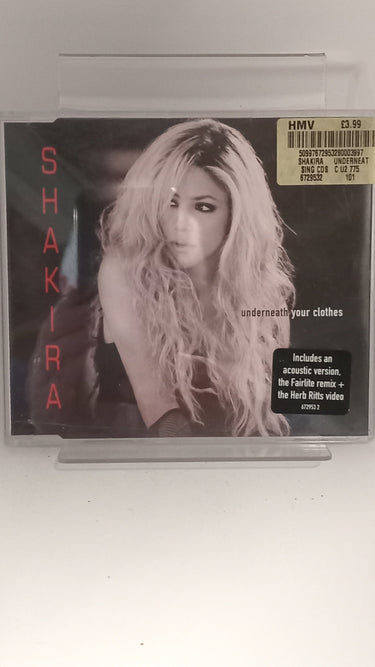 HMV £3.99
5099767295328003997
SHAKIRA UNDERNEAT
SING CDS C U2 775
6729532 101
SHAKIRA
underneath your clothes
Includes an
acoustic version,
the Fairlite remix +
the Herb Ritts video
672953 2